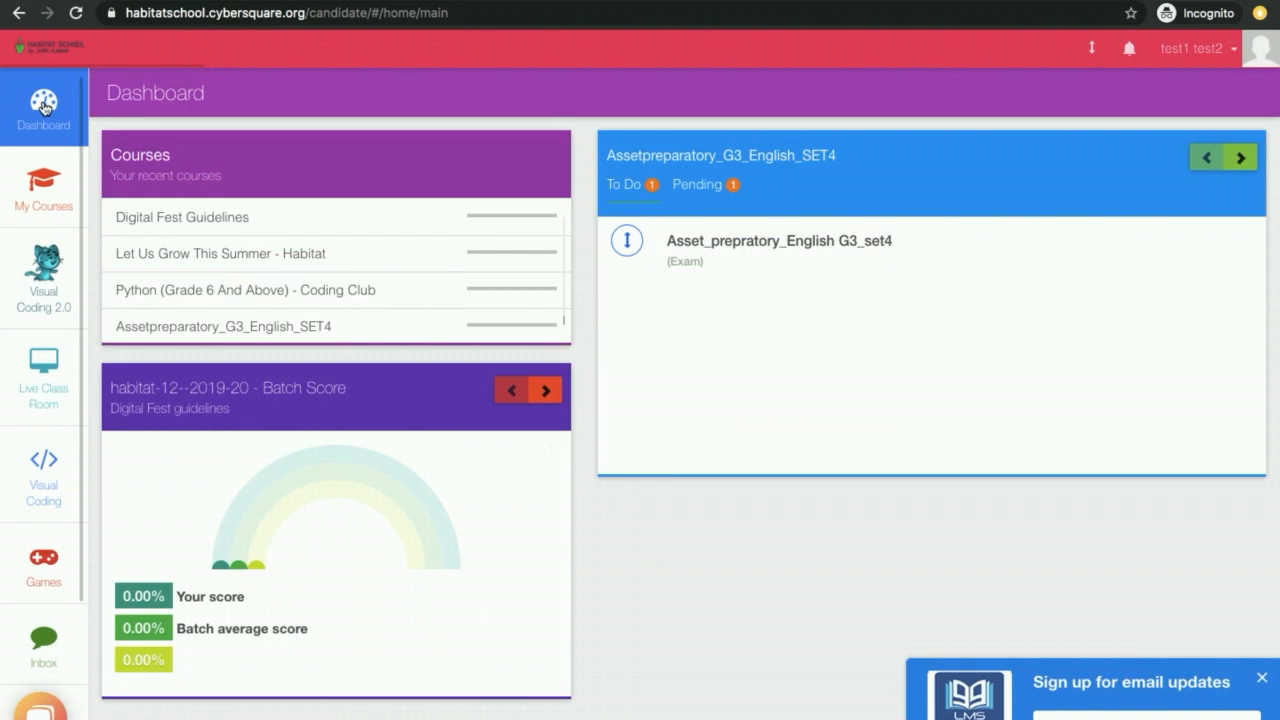 habitatschool.cybersquare.org/candidate/#/home/main
Incognito
HABITAT SCHOOL
test1 test2
Dashboard
Dashboard
My Courses
Visual
Coding 2.0
Live Class
Room
Visual
Coding
Games
Inbox
Courses
Your recent courses
Digital Fest Guidelines
Let Us Grow This Summer - Habitat
Python (Grade 6 And Above) - Coding Club
Assetpreparatory_G3_English_SET4
habitat-12--2019-20 - Batch Score
Digital Fest guidelines
0.00% Your score
0.00% Batch average score
0.00%
Assetpreparatory_G3_English_SET4
To Do 1 Pending 1
Asset_prepratory_English G3_set4
(Exam)
Sign up for email updates
LMS